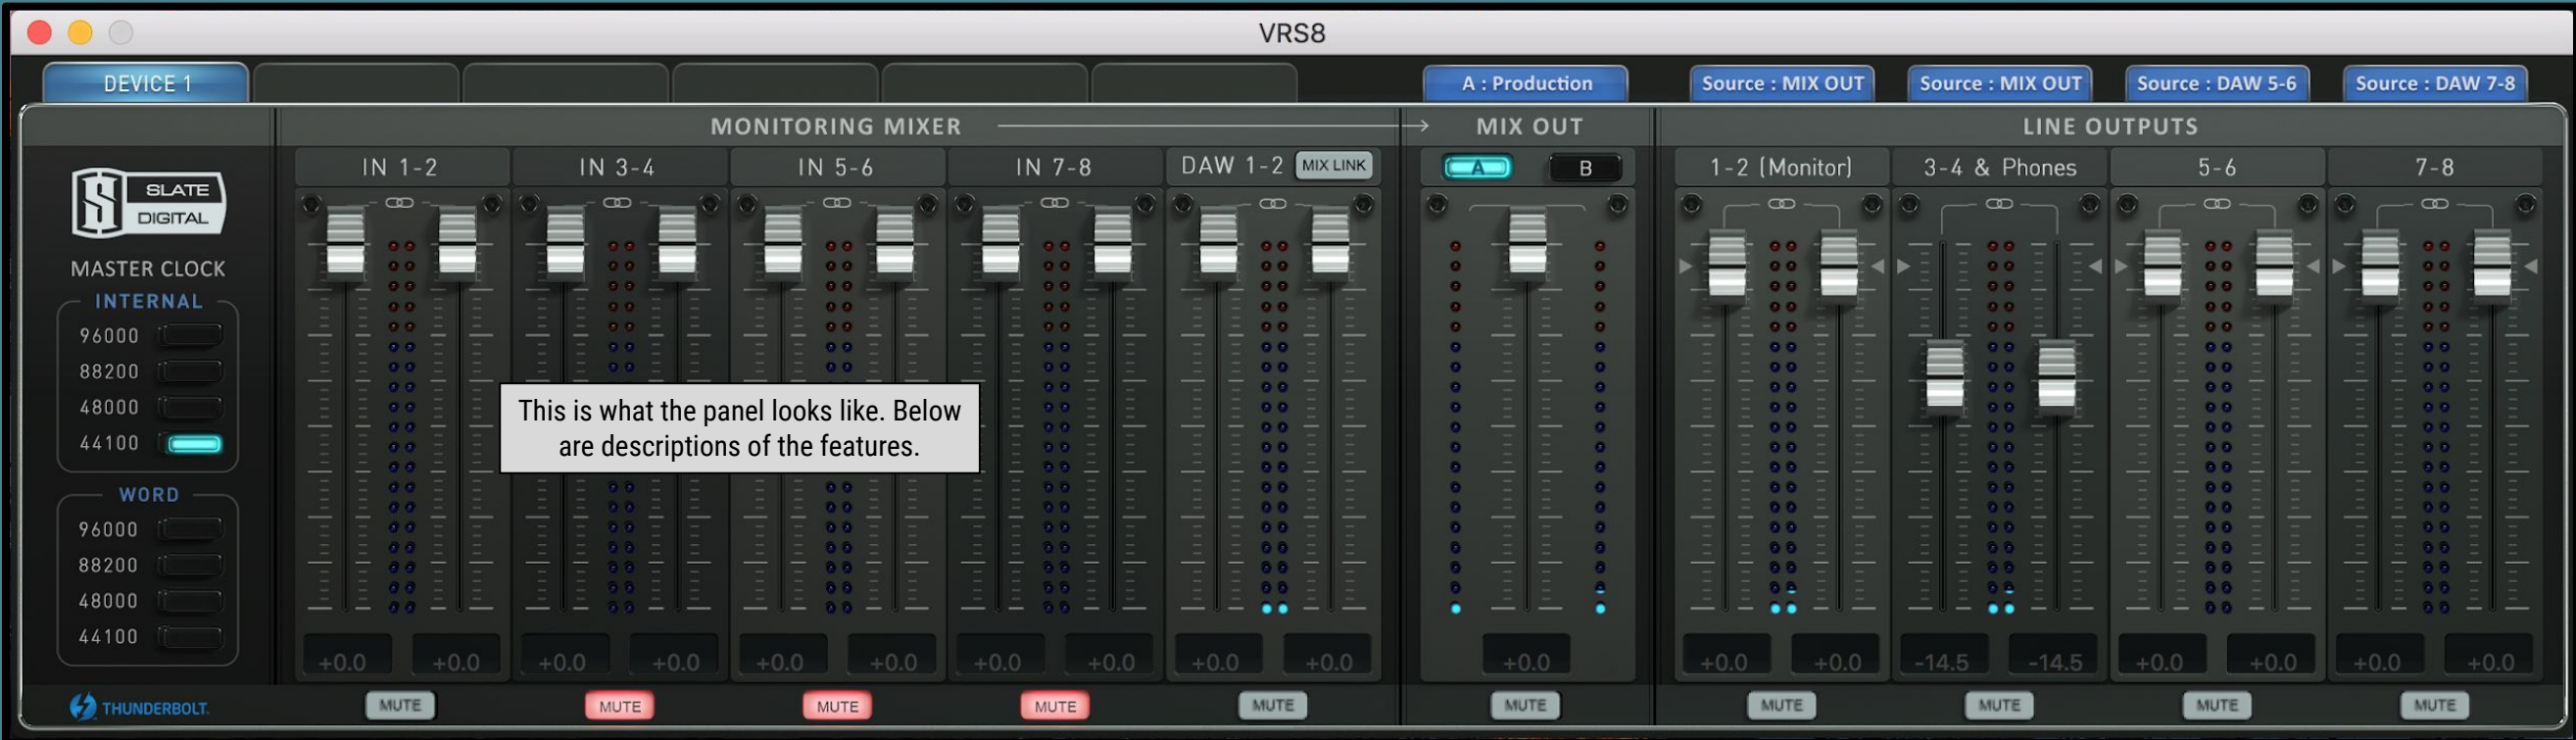 VRS8
DEVICE 1
A : Production
Source : MIX OUT
Source : MIX OUT
Source : DAW 5-6
Source : DAW 7-8
MONITORING MIXER
MIX OUT
LINE OUTPUTS
SLATE
DIGITAL
MASTER CLOCK
INTERNAL
96000
88200
48000
44100
WORD
96000
88200
48000
44100
THUNDERBOLT.
IN 1-2
IN 3-4
IN 5-6
IN 7-8
DAW 1-2
MIX LINK
A
B
1-2 (Monitor)
3-4 & Phones
5-6
7-8
This is what the panel looks like. Below
are descriptions of the features.
+0.0 +0.0
+0.0 +0.0
+0.0 +0.0
+0.0 +0.0
+0.0 +0.0
+0.0
+0.0 +0.0
-14.5 -14.5
+0.0 +0.0
+0.0 +0.0
MUTE
MUTE
MUTE
MUTE
MUTE
MUTE
MUTE
MUTE
MUTE
MUTE